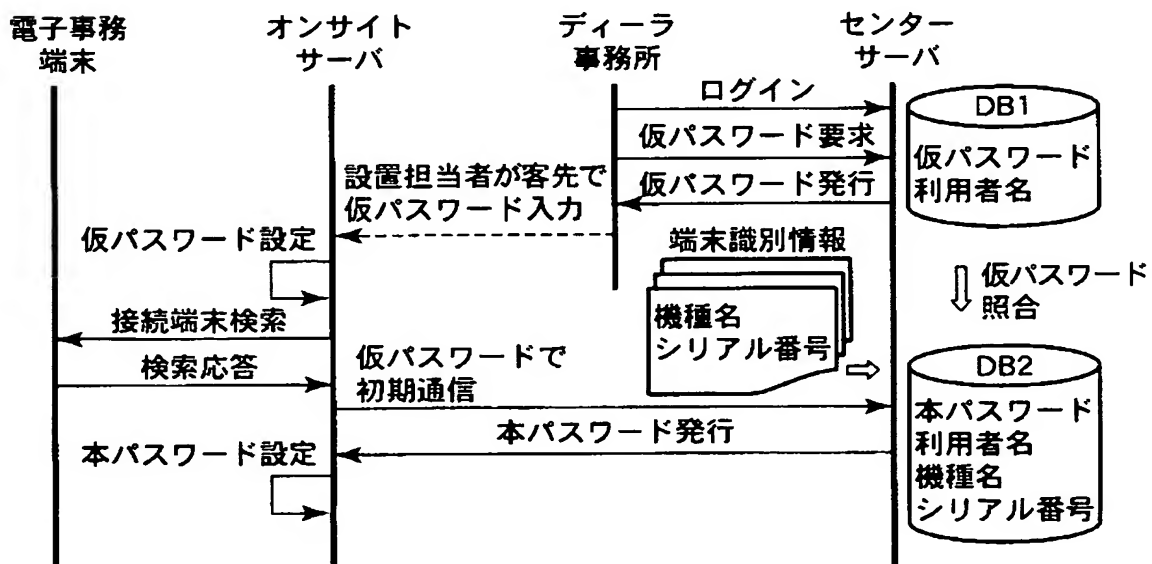 電子事務
端末
オンサイト
サーバ
ディーラ
事務所
センター
サーバ
ログイン
仮パスワード要求
仮パスワード発行
設置担当者が客先で
仮パスワード入力
仮パスワード設定
接続端末検索
検索応答
仮パスワードで
初期通信
本パスワード発行
本パスワード設定
端末識別情報
機種名
シリアル番号
DB1
仮パスワード
利用者名
仮パスワード
照合
DB2
本パスワード
利用者名
機種名
シリアル番号